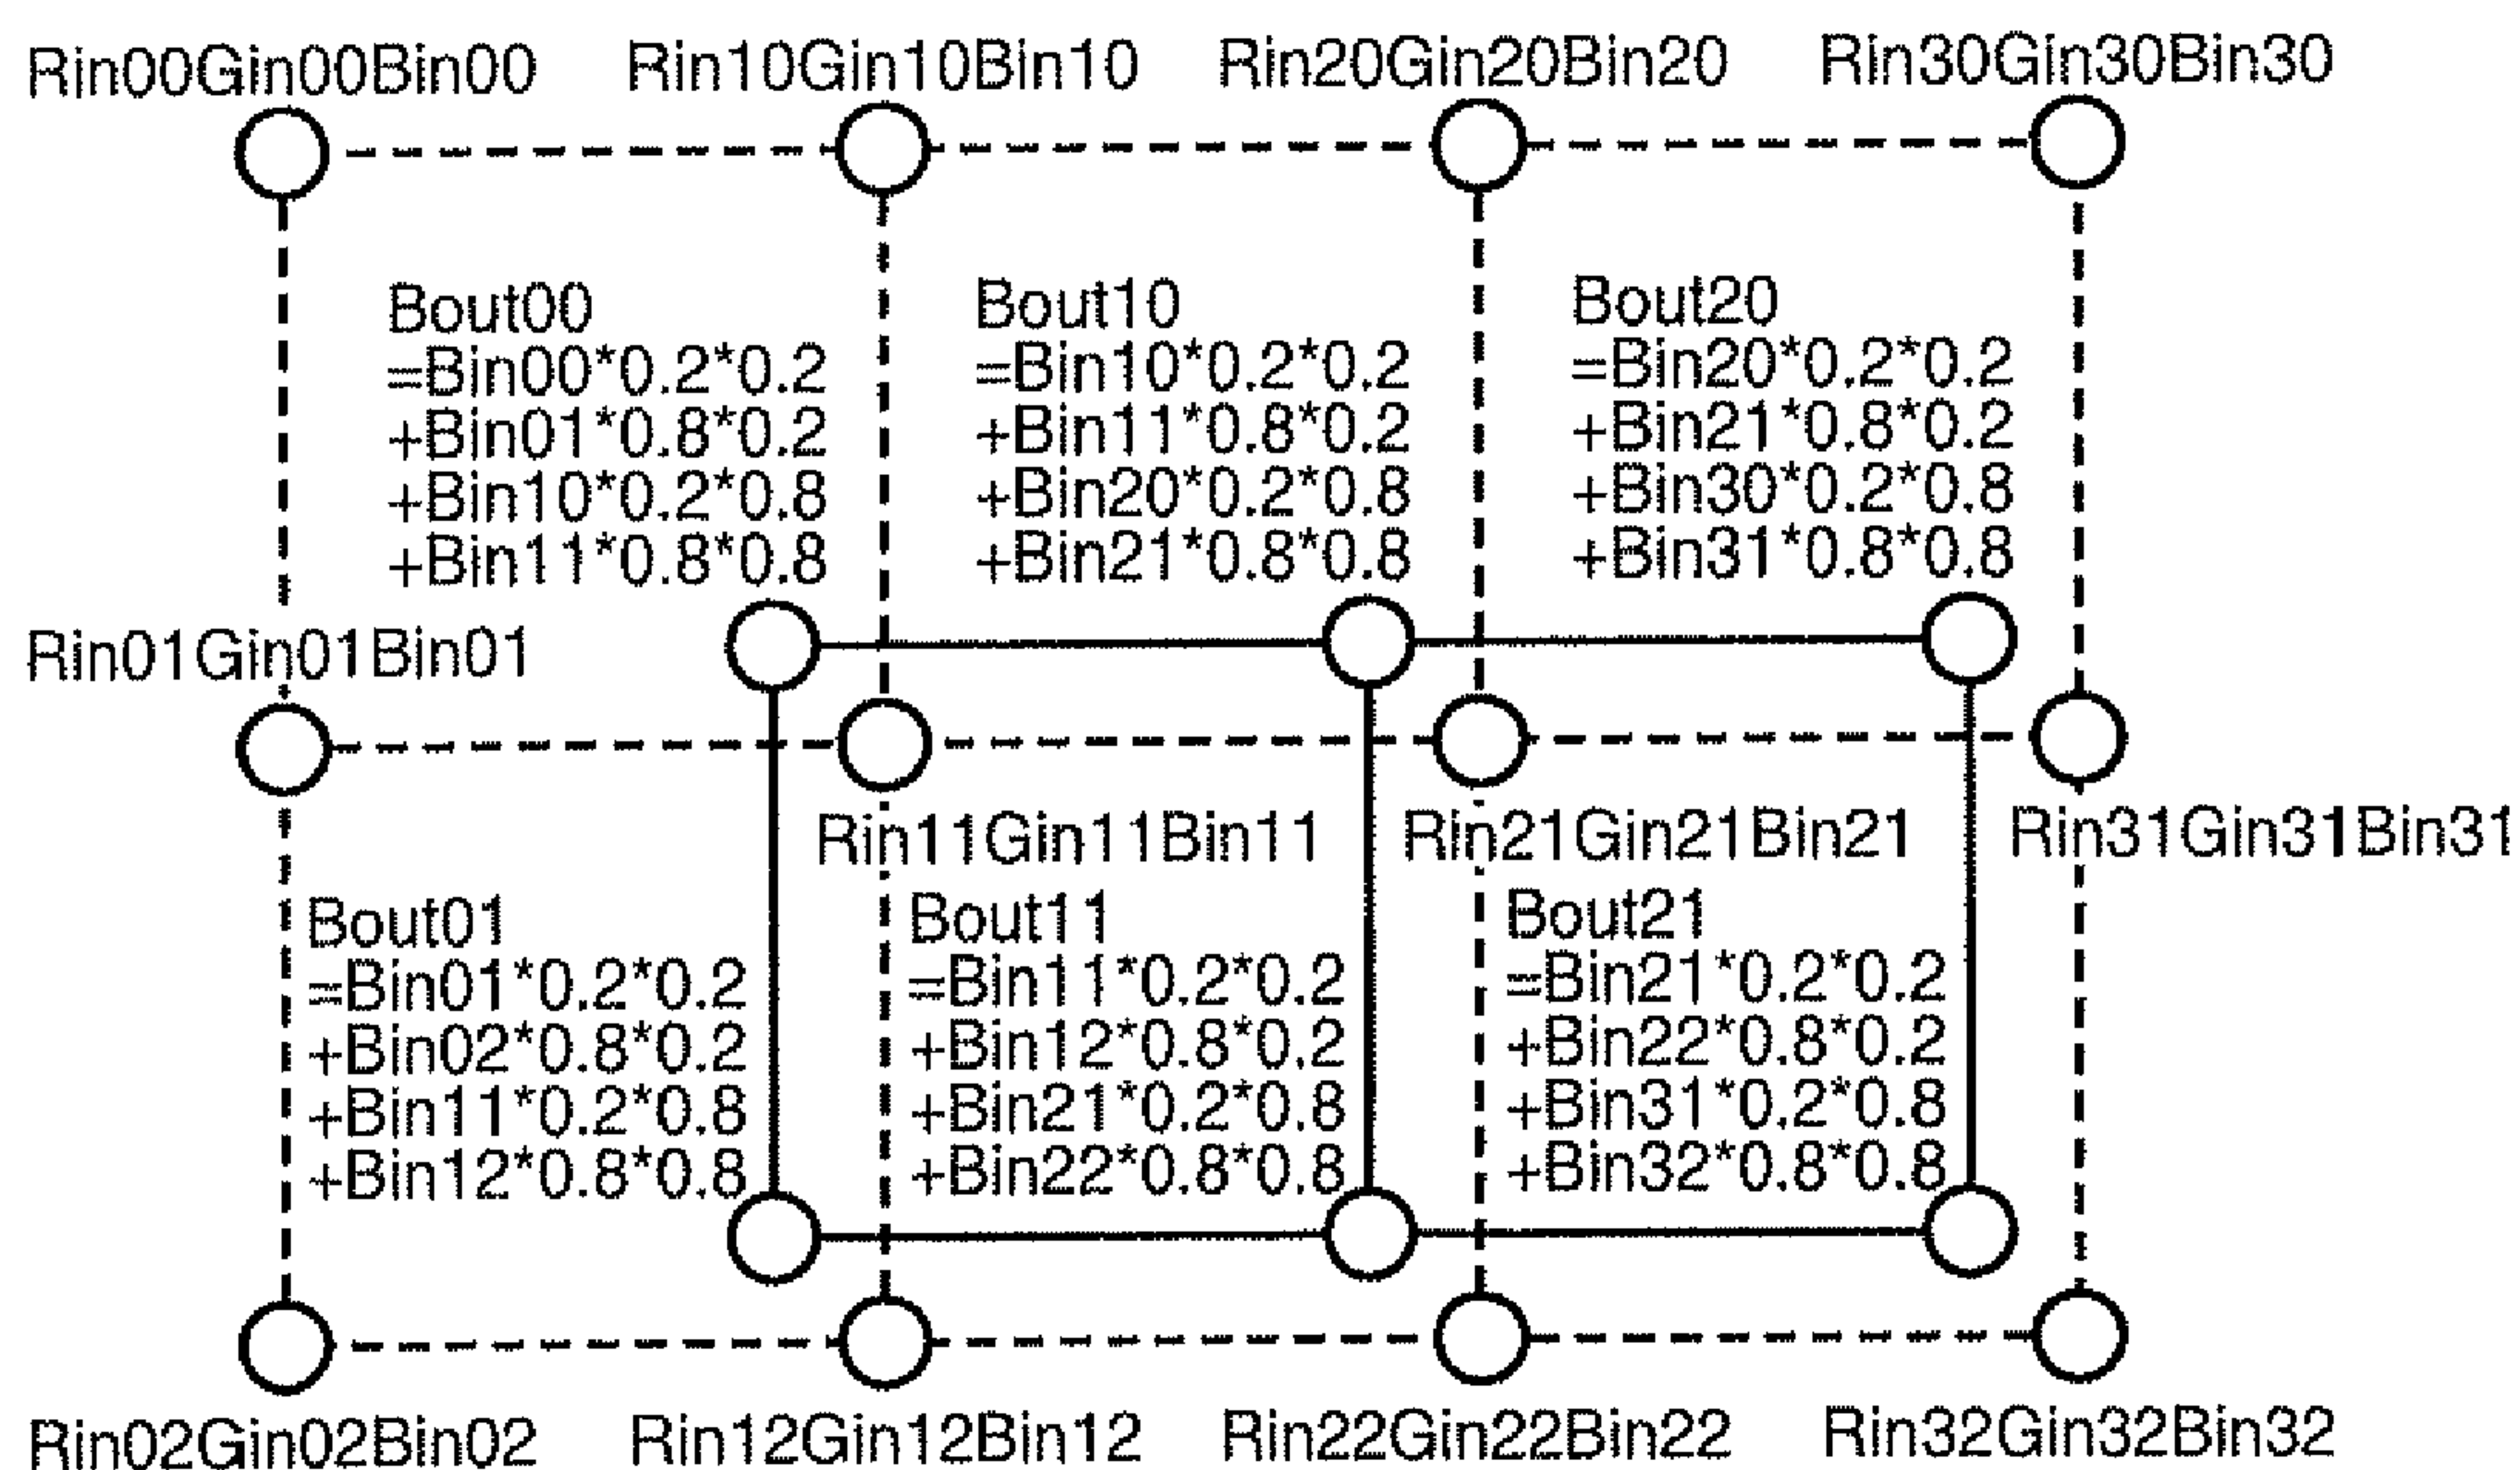 Rin00Gin00Bin00
Rin10Gin10Bin10
Rin20Gin20Bin20
Rin30Gin30Bin30
Bout00
=Bin00*0.2*0.2
+Bin01*0.8*0.2
+Bin10*0.2*0.8
+Bin11*0.8*0.8
Bout10
=Bin10*0.2*0.2
+Bin11*0.8*0.2
+Bin20*0.2*0.8
+Bin21*0.8*0.8
Bout20
=Bin20*0.2*0.2
+Bin21*0.8*0.2
+Bin30*0.2*0.8
+Bin31*0.8*0.8
Rin01Gin01Bin01
Rin11Gin11Bin11
Rin21Gin21Bin21
Rin31Gin31Bin31
Bout01
=Bin01*0.2*0.2
+Bin02*0.8*0.2
+Bin11*0.2*0.8
+Bin12*0.8*0.8
Bout11
=Bin11*0.2*0.2
+Bin12*0.8*0.2
+Bin21*0.2*0.8
+Bin22*0.8*0.8
Bout21
=Bin21*0.2*0.2
+Bin22*0.8*0.2
+Bin31*0.2*0.8
+Bin32*0.8*0.8
Rin02Gin02Bin02
Rin12Gin12Bin12
Rin22Gin22Bin22
Rin32Gin32Bin32